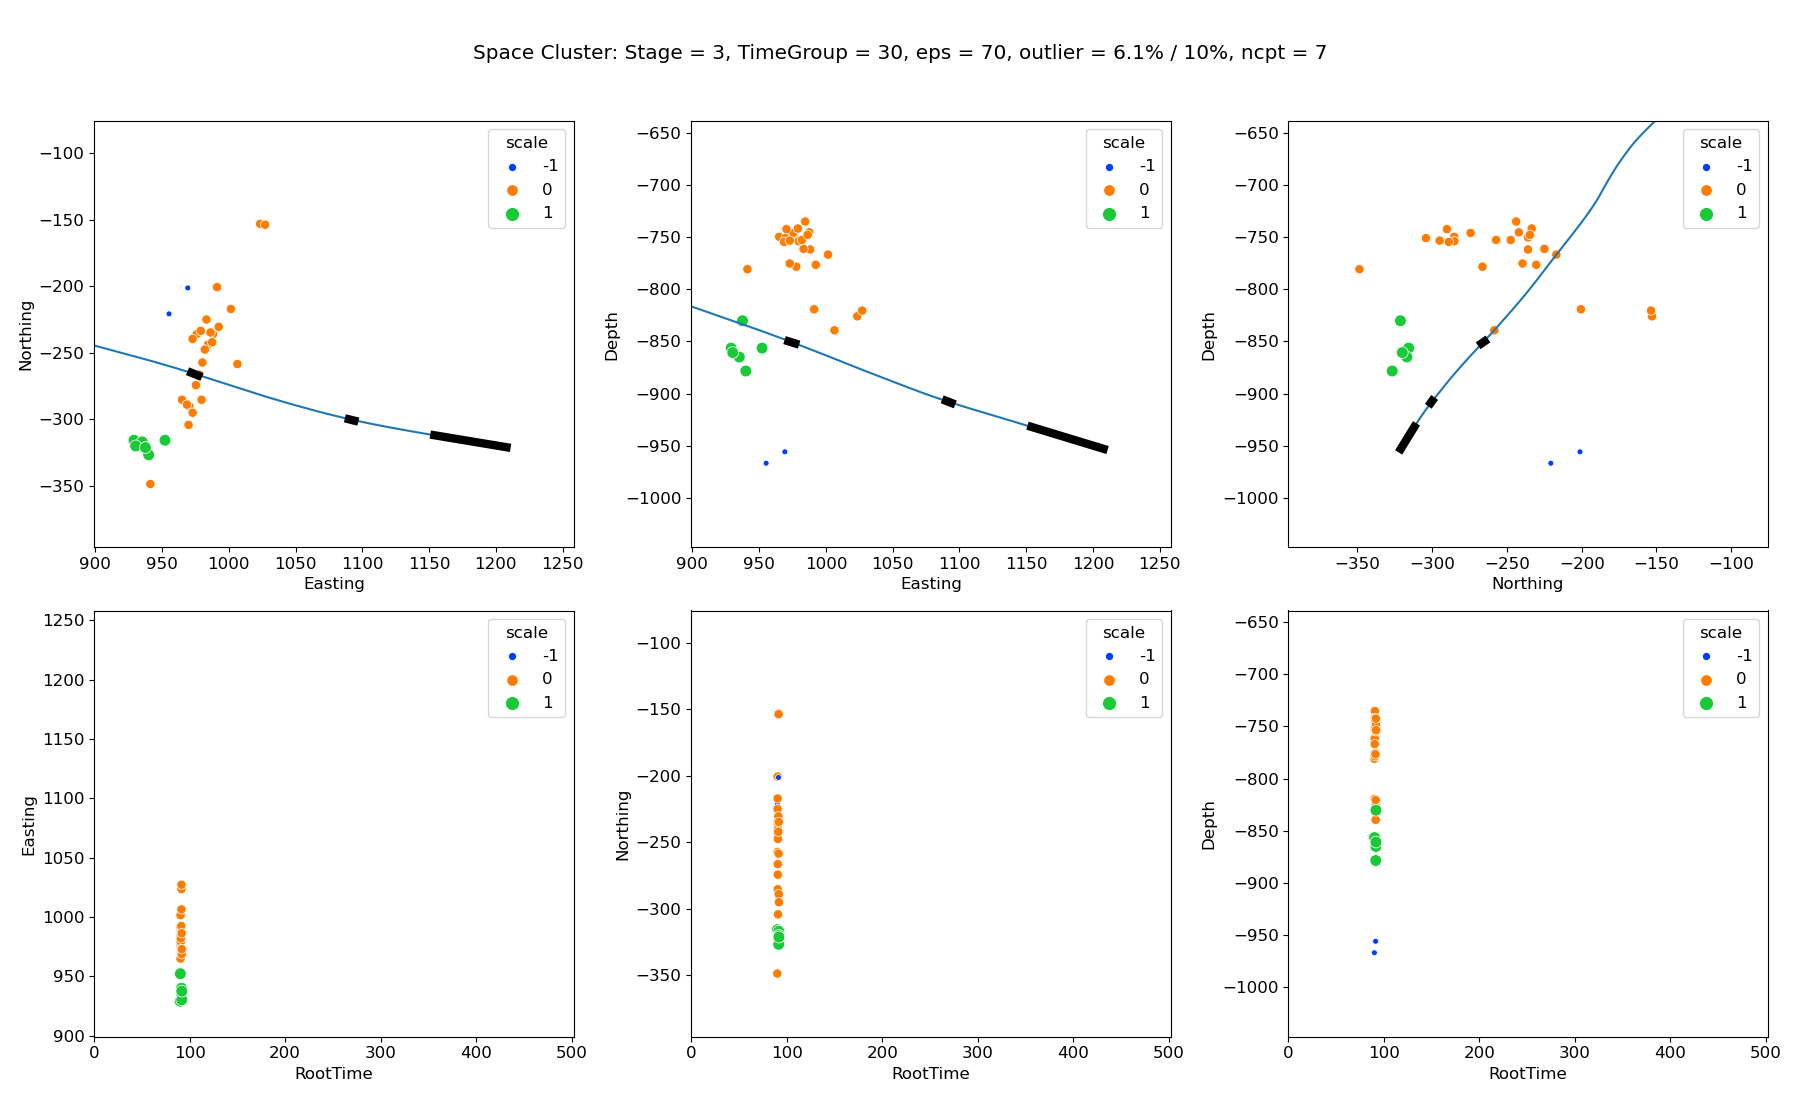 Space Cluster: Stage = 3, TimeGroup = 30, eps = 70, outlier = 6.1% / 10%, ncpt = 7
scale
-1
0
1
−100
−150
−200
−250
−300
−350
Northing
900 950 1000 1050 1100 1150 1200 1250
Easting
scale
-1
0
1
−650
−700
−750
−800
−850
−900
−950
−1000
Depth
900 950 1000 1050 1100 1150 1200 1250
Easting
scale
-1
0
1
−650
−700
−750
−800
−850
−900
−950
−1000
Depth
−350 −300 −250 −200 −150 −100
Northing
scale
-1
0
1
1250
1200
1150
1100
1050
1000
950
900
Easting
0 100 200 300 400 500
RootTime
scale
-1
0
1
−100
−150
−200
−250
−300
−350
Northing
0 100 200 300 400 500
RootTime
scale
-1
0
1
−650
−700
−750
−800
−850
−900
−950
−1000
Depth
0 100 200 300 400 500
RootTime